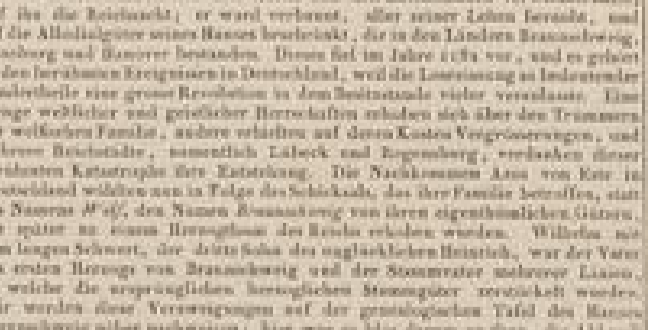 ihn die Reichsacht; er ward verbannt, aller seiner Lehen beraubt, und
die Allodialgüter seines Hauses beschränkt, die in den Ländern Braunschweig,
und Hanover bestanden. Dieses fiel im Jahre 1180 vor, und es gehört
den berühmten Ereignissen in Deutschland, weil die Losreissung so bedeutender
eine grosse Revolution in dem Besitzstande vieler veranlasste. Eine
weltlicher und geistlicher Herrschaften erhoben sich über den Trümmern
welfischen Familie, andere erhielten auf deren Kosten Vergrösserungen, und
Reichstädte, namentlich Lübeck und Regensburg, verdanken dieser
Katastrophe ihre Entstehung. Die Nachkommen Azos von Este in
wählten nun in Folge des Schicksals, das ihre Familie betroffen, statt
Namens Welf, den Namen Braunschweig von ihren eigenthümlichen Gütern,
später zu einem Herzogthum des Reichs erhoben wurden. Wilhelm mit
langen Schwert, der dritte Sohn des unglücklichen Heinrich, war der Vater
ersten Herzogs von Braunschweig und der Stammvater mehrerer Linien,
welche die ursprünglichen herzoglichen Stammgüter zerstückelt wurden.
werden diese Verzweigungen auf der genealogischen Tafel des Hauses